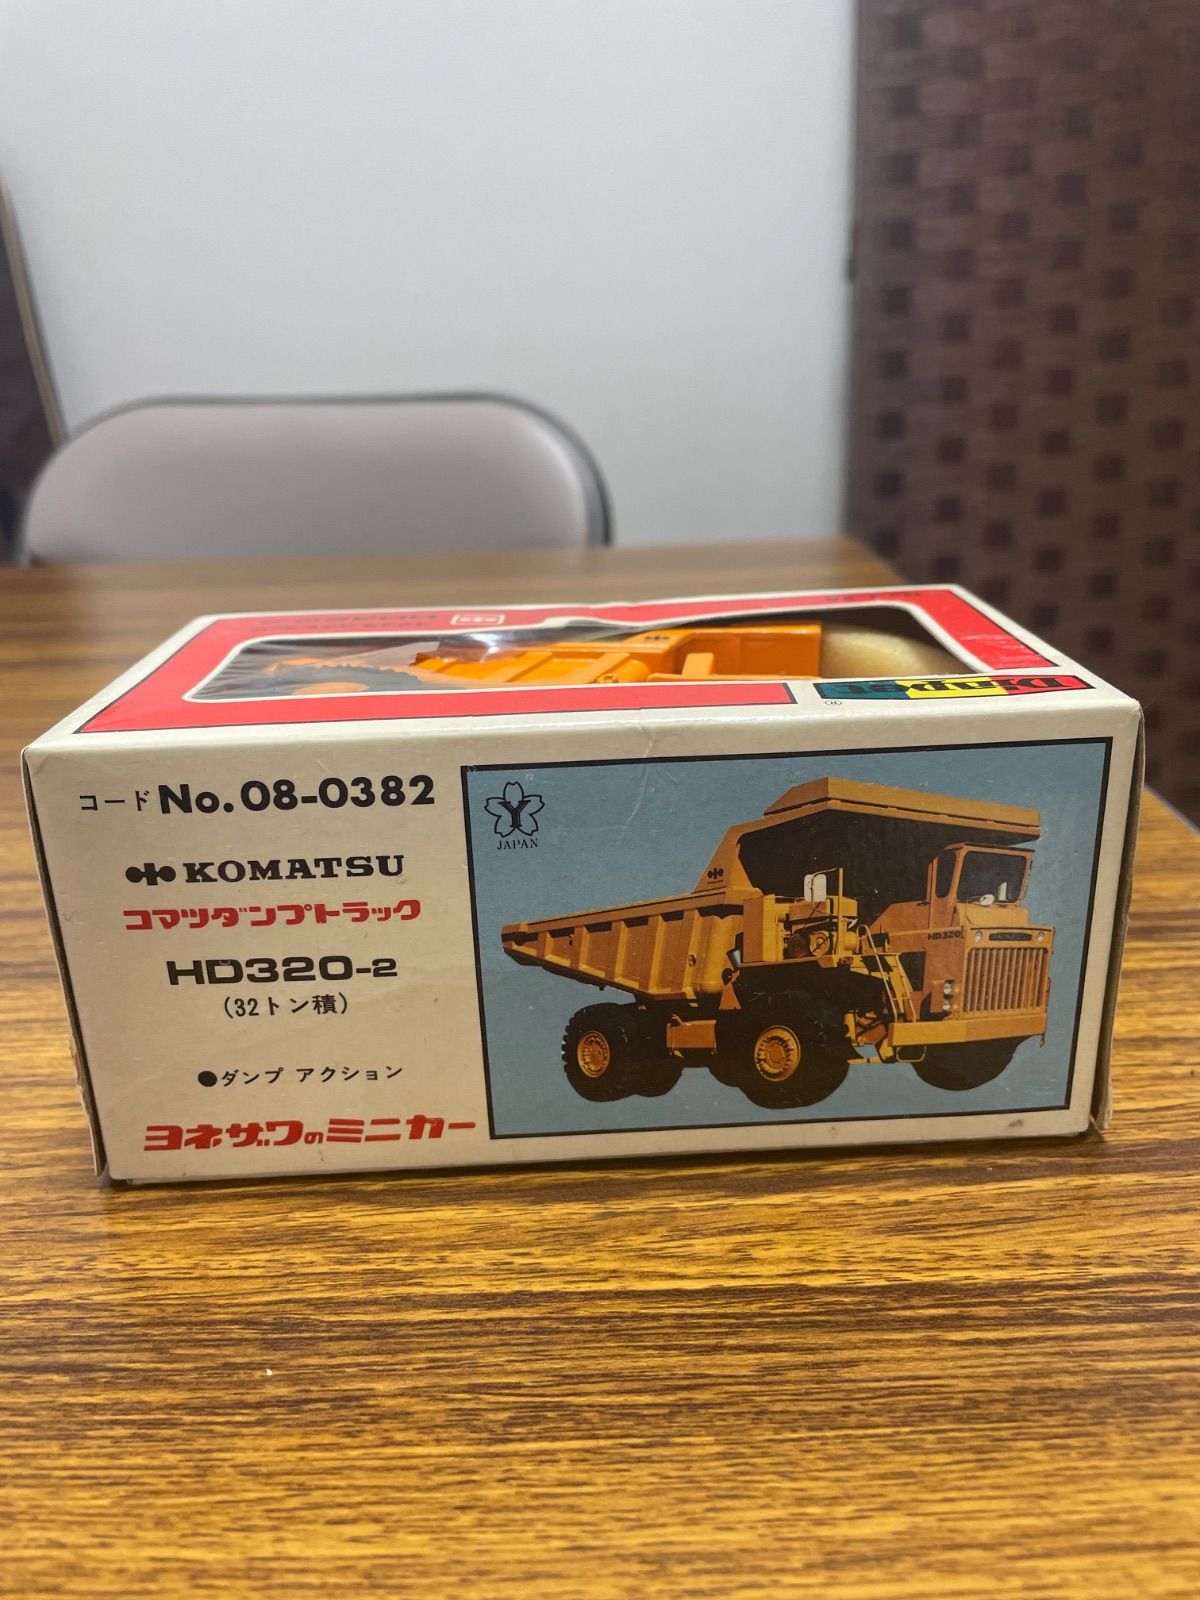 Diapet
®
コード No.08-0382
KOMATSU
コマツダンプトラック
HD320-2
(32トン積)
●ダンプ アクション
ヨネザワのミニカー
Y
JAPAN
HD320